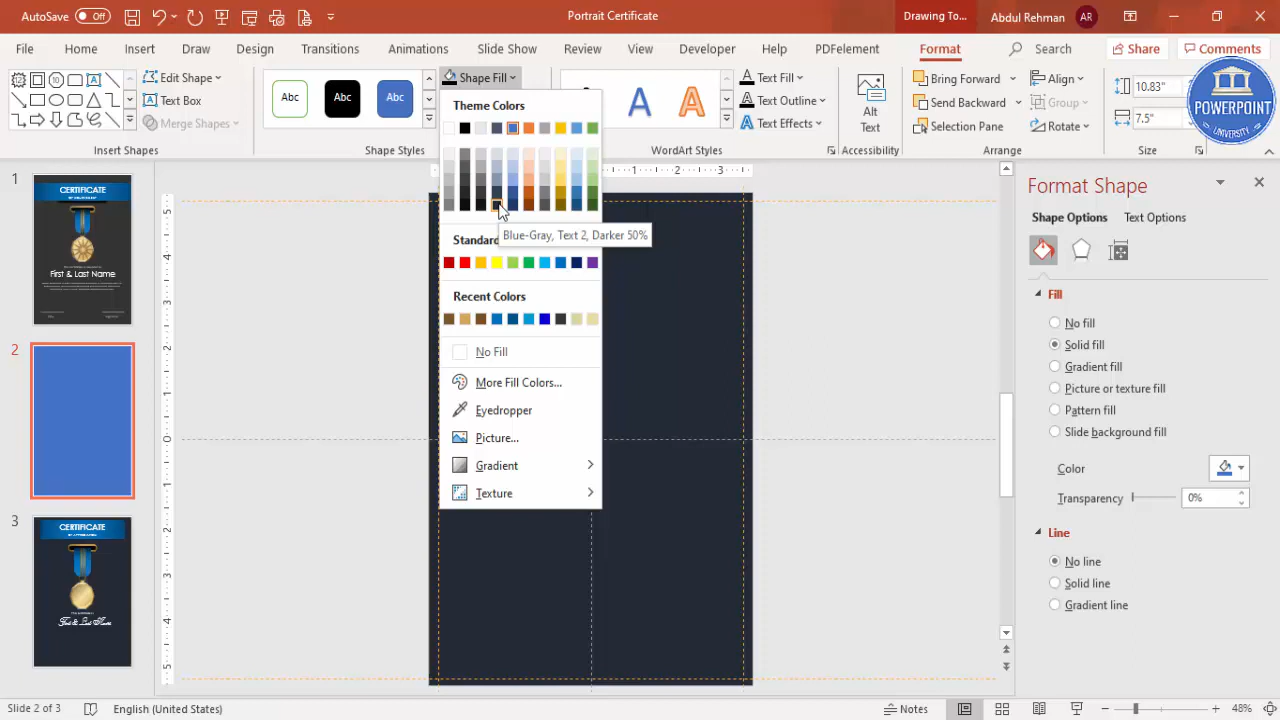 AutoSave Off
Portrait Certificate
Drawing To...
Abdul Rehman AR
File Home Insert Draw Design Transitions Animations Slide Show Review View Developer Help PDFelement Format Search Share Comments
Edit Shape
Text Box
Merge Shapes
Insert Shapes
Abc Abc Abc
Shape Styles
Shape Fill
A A
Text Fill
Text Outline
Text Effects
WordArt Styles
Alt
Text
Accessibility
Bring Forward
Send Backward
Selection Pane
Align
Group
Rotate
Arrange
10.83"
7.5"
Size
POWERPOINT
UNIVERSITY
Theme Colors
Blue-Gray, Text 2, Darker 50%
Standard
Recent Colors
No Fill
More Fill Colors...
Eyedropper
Picture...
Gradient
Texture
1
CERTIFICATE
First & Last Name
2
3
CERTIFICATE
Format Shape
Shape Options Text Options
Fill
No fill
Solid fill
Gradient fill
Picture or texture fill
Pattern fill
Slide background fill
Color
Transparency 0%
Line
No line
Solid line
Gradient line
Slide 2 of 3 English (United States) Notes 48%